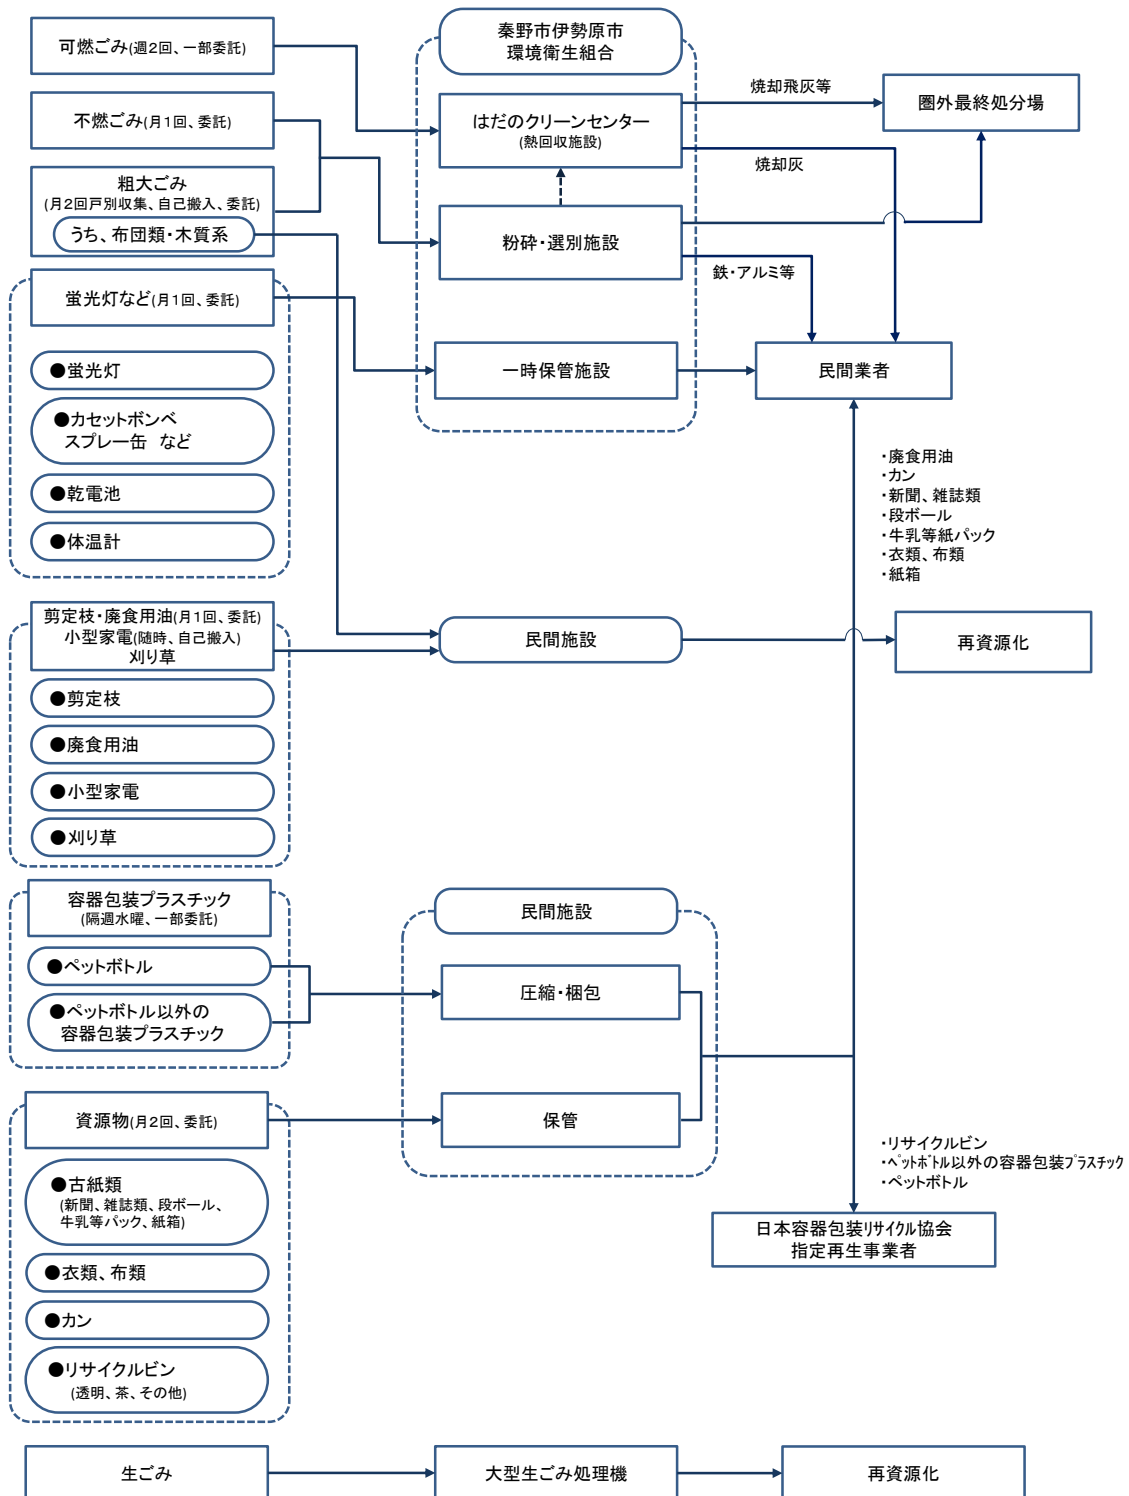 可燃ごみ(週2回、一部委託)
不燃ごみ(月1回、委託)
粗大ごみ
(月2回戸別収集、自己搬入、委託)
うち、布団類・木質系
蛍光灯など(月1回、委託)
●蛍光灯
●カセットボンベ
スプレー缶 など
●乾電池
●体温計
剪定枝・廃食用油(月1回、委託)
小型家電(随時、自己搬入)
刈り草
●剪定枝
●廃食用油
●小型家電
●刈り草
容器包装プラスチック
(隔週水曜、一部委託)
●ペットボトル
●ペットボトル以外の
容器包装プラスチック
資源物(月2回、委託)
●古紙類
(新聞、雑誌類、段ボール、
牛乳等パック、紙箱)
●衣類、布類
●カン
●リサイクルビン
(透明、茶、その他)
生ごみ
秦野市伊勢原市
環境衛生組合
はだのクリーンセンター
(熱回収施設)
粉砕・選別施設
一時保管施設
民間施設
民間施設
圧縮・梱包
保管
大型生ごみ処理機
焼却飛灰等
焼却灰
鉄・アルミ等
圏外最終処分場
民間業者
・廃食用油
・カン
・新聞、雑誌類
・段ボール
・牛乳等紙パック
・衣類、布類
・紙箱
再資源化
・リサイクルビン
・ペットボトル以外の容器包装プラスチック
・ペットボトル
日本容器包装リサイクル協会
指定再生事業者
再資源化